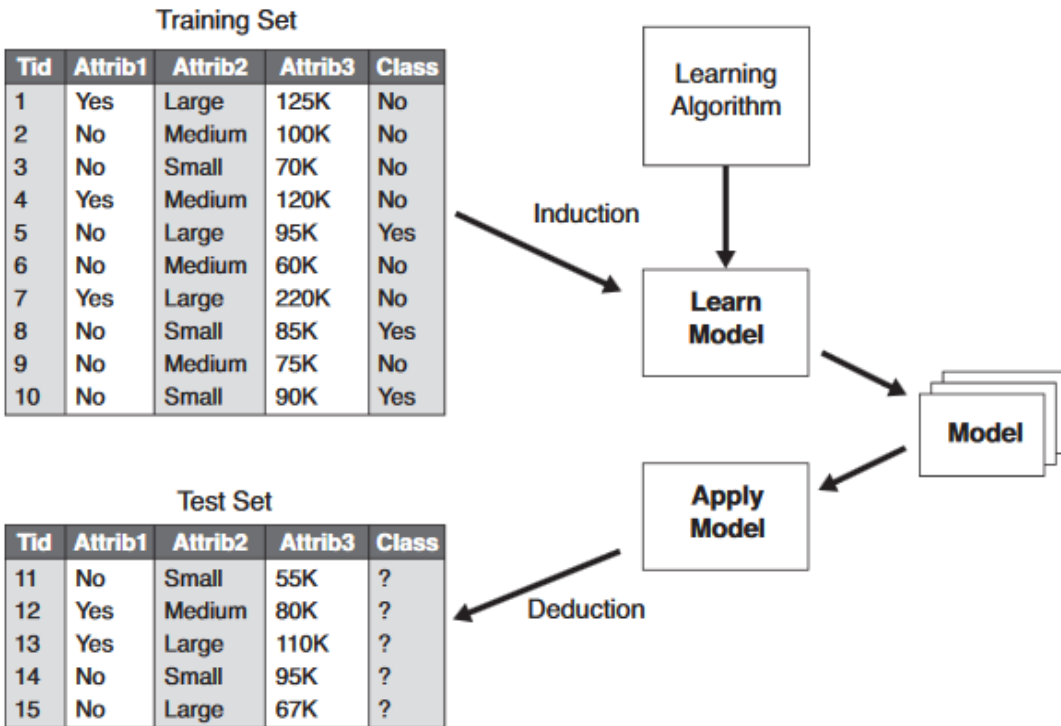 Training Set
Tid Attrib1 Attrib2 Attrib3 Class
1 Yes Large 125K No
2 No Medium 100K No
3 No Small 70K No
4 Yes Medium 120K No
5 No Large 95K Yes
6 No Medium 60K No
7 Yes Large 220K No
8 No Small 85K Yes
9 No Medium 75K No
10 No Small 90K Yes
Learning
Algorithm
Induction
Learn
Model
Model
Apply
Model
Deduction
Test Set
Tid Attrib1 Attrib2 Attrib3 Class
11 No Small 55K ?
12 Yes Medium 80K ?
13 Yes Large 110K ?
14 No Small 95K ?
15 No Large 67K ?